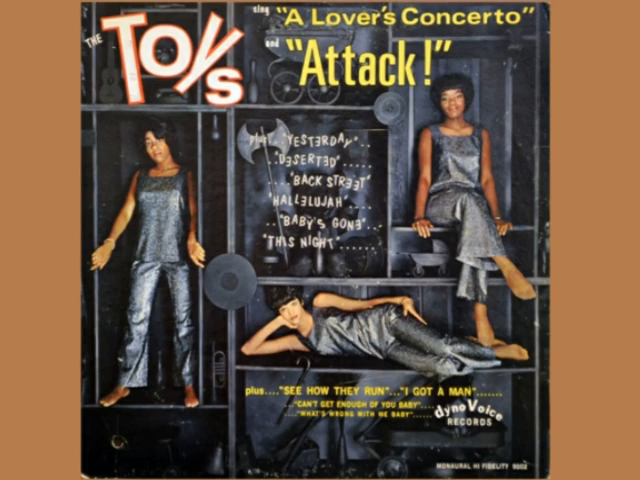 THE TOYS sing "A Lover's Concerto"
and "Attack!"
plus.."YESTERDAY"..
.."DESERTED".....
...."BACK STREET"
"HALLELUJAH"....
.."BABY'S GONE"..
"THIS NIGHT"......
plus...."SEE HOW THEY RUN"..."I GOT A MAN".......
..."CAN'T GET ENOUGH OF YOU BABY"....
...."WHAT'S WRONG WITH ME BABY"......
dynoVoice
RECORDS
MONAURAL HI FIDELITY 9002